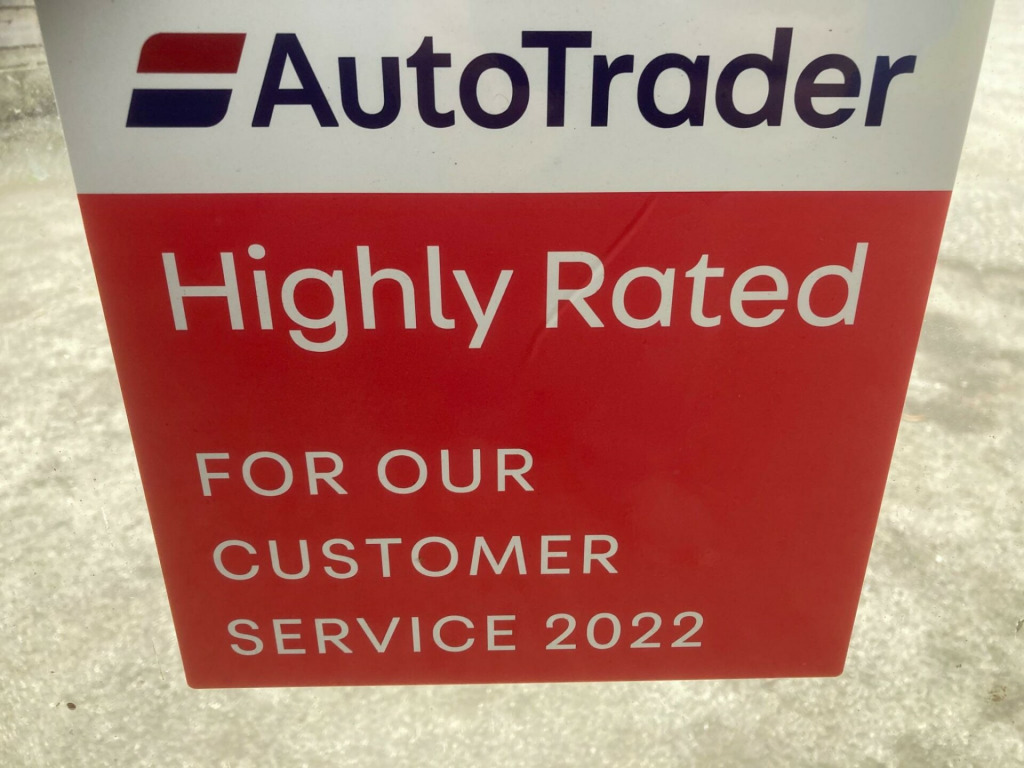 AutoTrader
Highly Rated
FOR OUR
CUSTOMER
SERVICE 2022